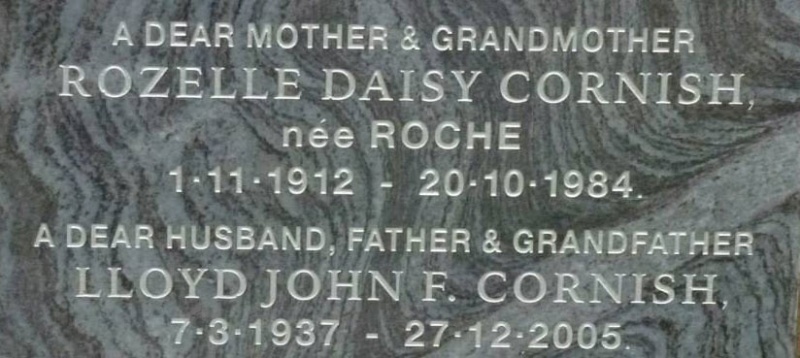 A DEAR MOTHER & GRANDMOTHER
ROZELLE DAISY CORNISH,
née ROCHE
1·11·1912 - 20·10·1984.
A DEAR HUSBAND, FATHER & GRANDFATHER
LLOYD JOHN F. CORNISH,
7·3·1937 - 27·12·2005.